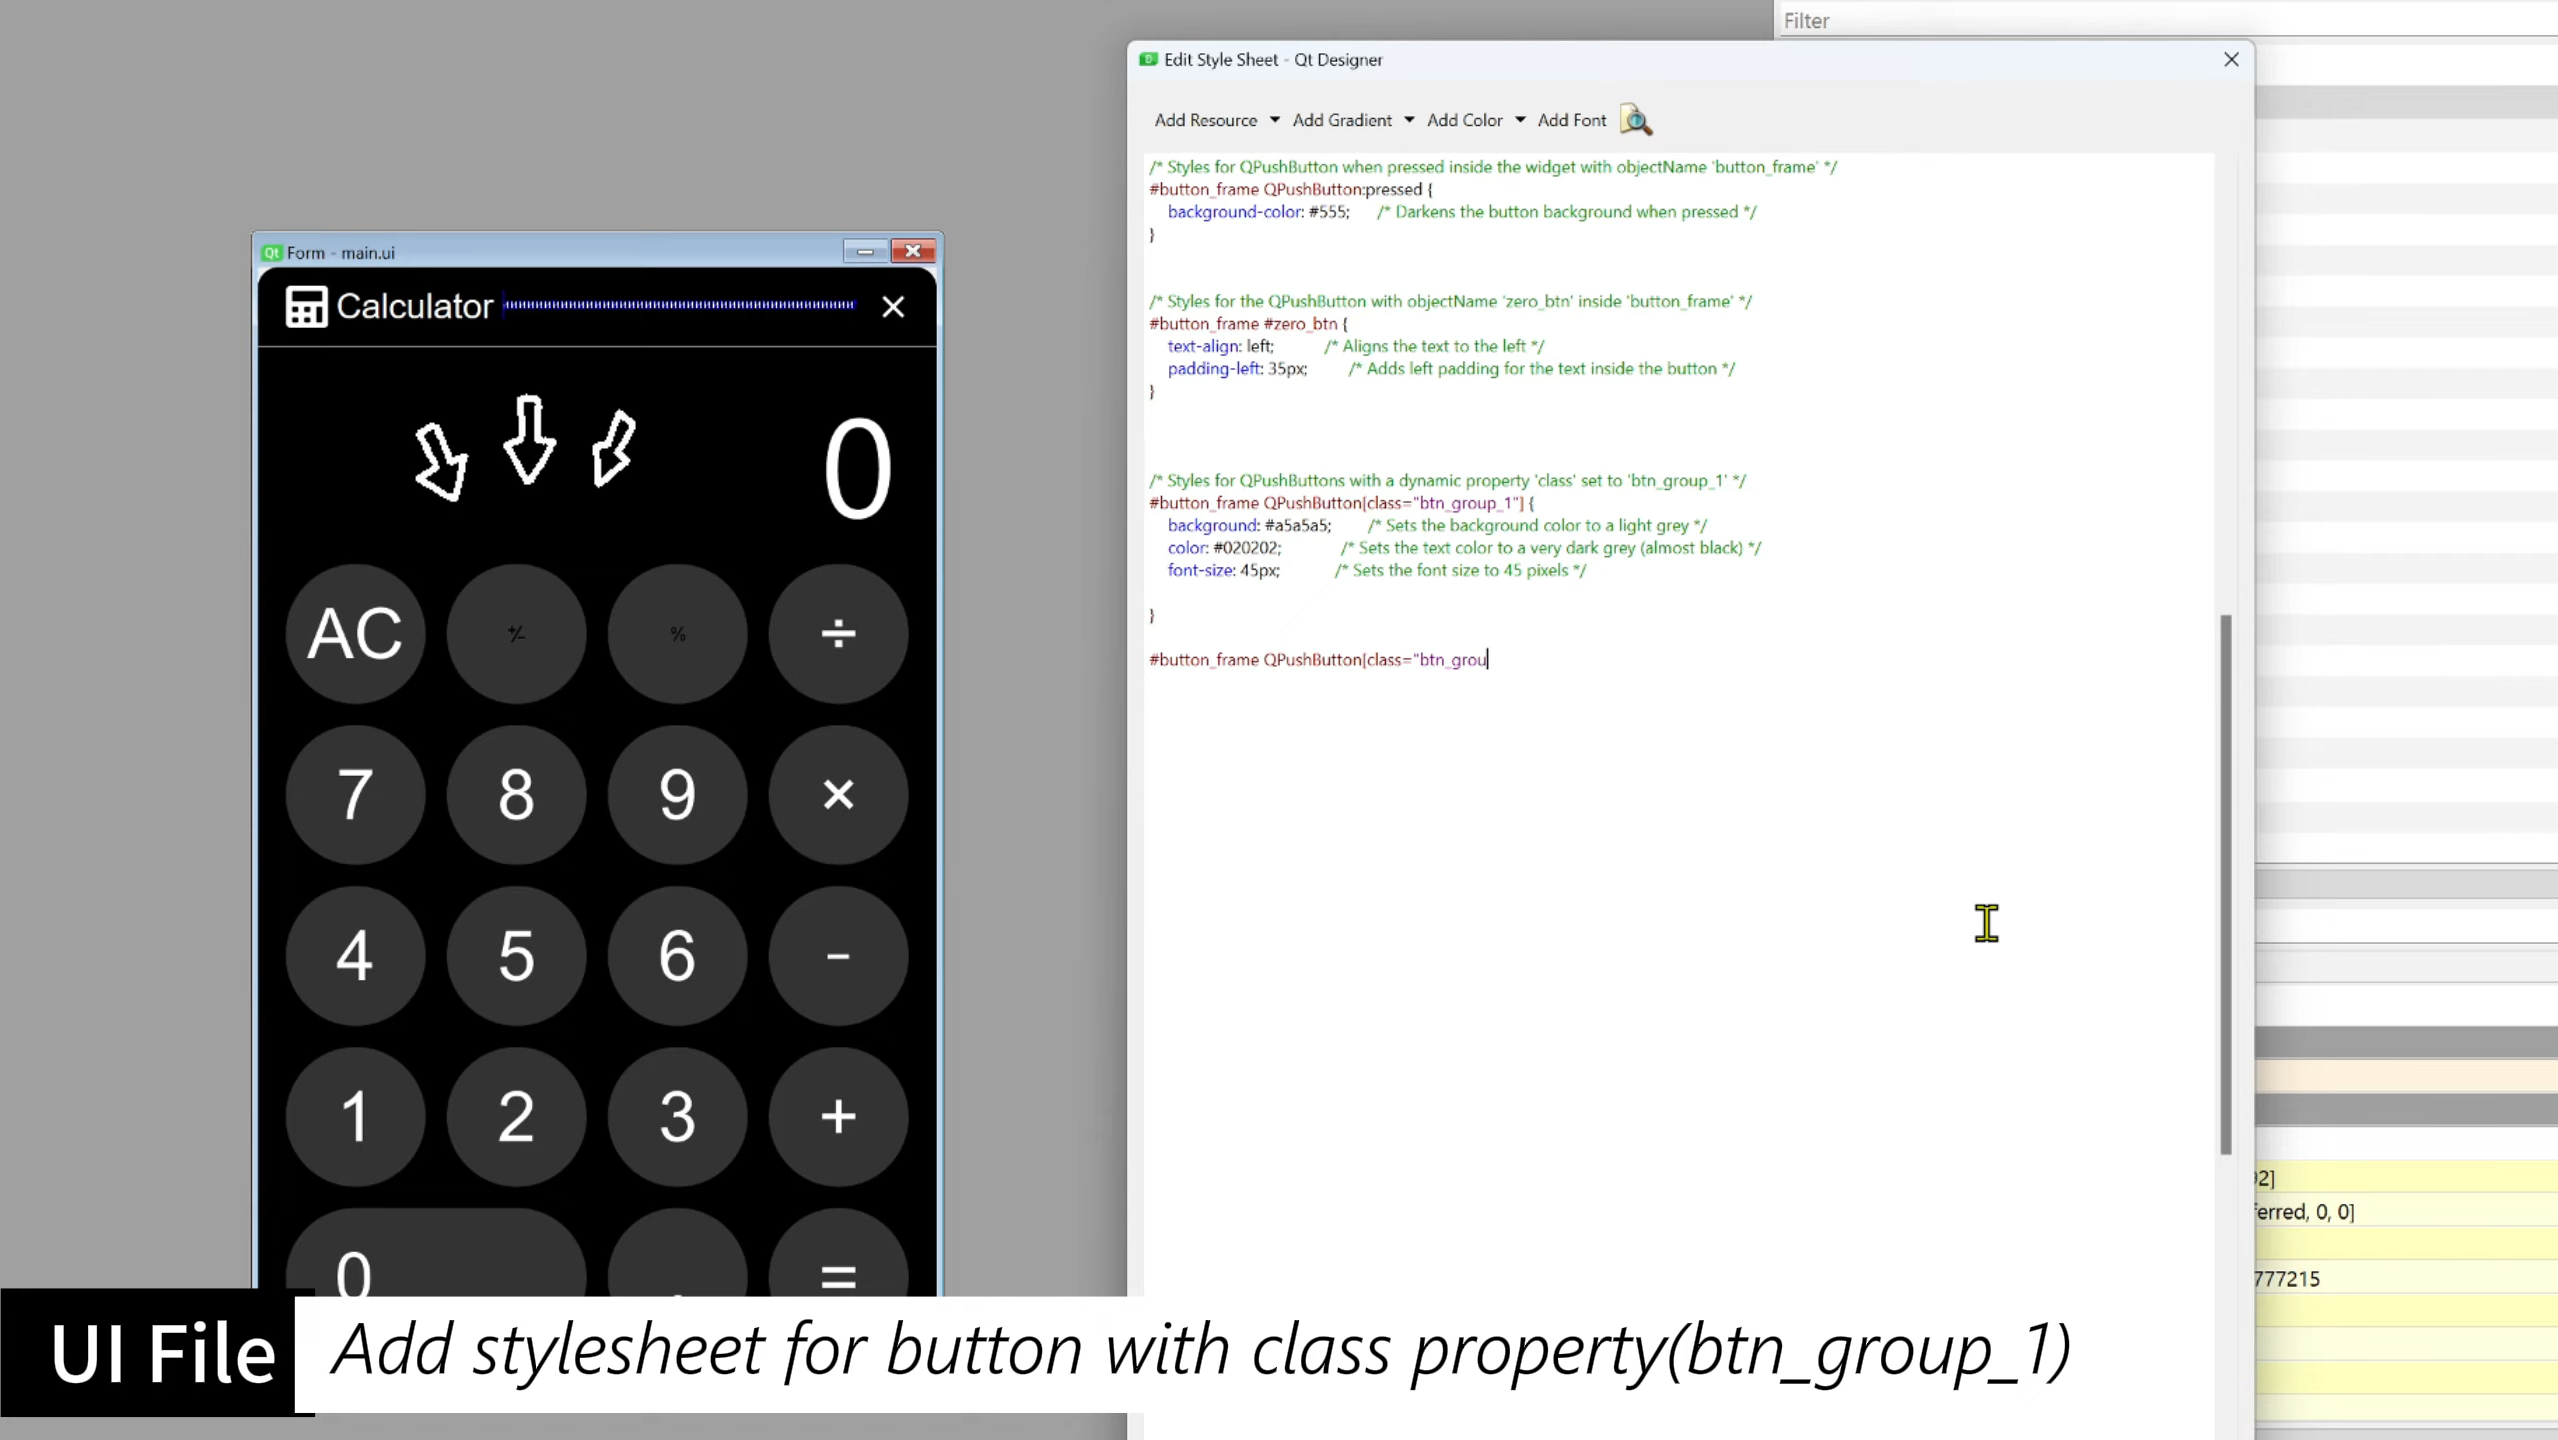 Filter
Edit Style Sheet - Qt Designer
Add Resource
Add Gradient
Add Color
Add Font
/* Styles for QPushButton when pressed inside the widget with objectName 'button_frame' */
#button_frame QPushButton:pressed {
background-color: #555; /* Darkens the button background when pressed */
}
/* Styles for the QPushButton with objectName 'zero_btn' inside 'button_frame' */
#button_frame #zero_btn {
text-align: left; /* Aligns the text to the left */
padding-left: 35px; /* Adds left padding for the text inside the button */
}
/* Styles for QPushButtons with a dynamic property 'class' set to 'btn_group_1' */
#button_frame QPushButton[class="btn_group_1"] {
background: #a5a5a5; /* Sets the background color to a light grey */
color: #020202; /* Sets the text color to a very dark grey (almost black) */
font-size: 45px; /* Sets the font size to 45 pixels */
}
#button_frame QPushButton[class="btn_grou
Form - main.ui
Calculator
0
AC +/- % ÷
7 8 9 ×
4 5 6 -
1 2 3 +
0 . =
2]
erred, 0, 0]
777215
UI File
Add stylesheet for button with class property(btn_group_1)